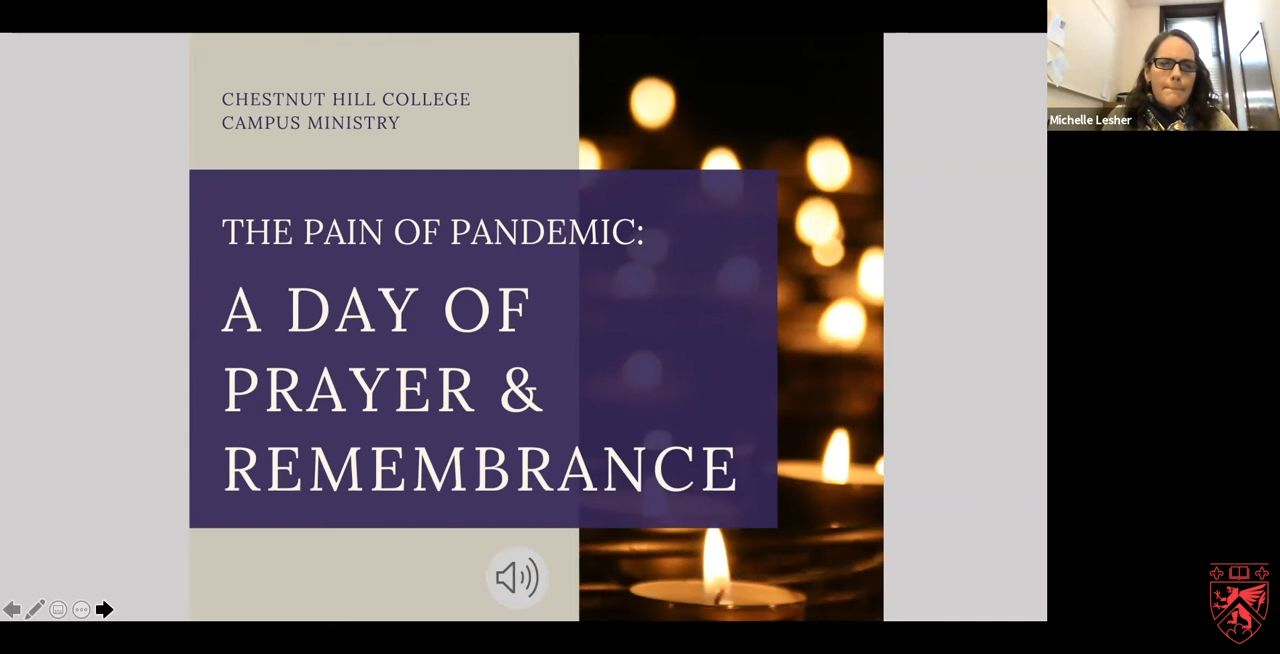 CHESTNUT HILL COLLEGE
CAMPUS MINISTRY
THE PAIN OF PANDEMIC:
A DAY OF
PRAYER &
REMEMBRANCE
Michelle Lesher